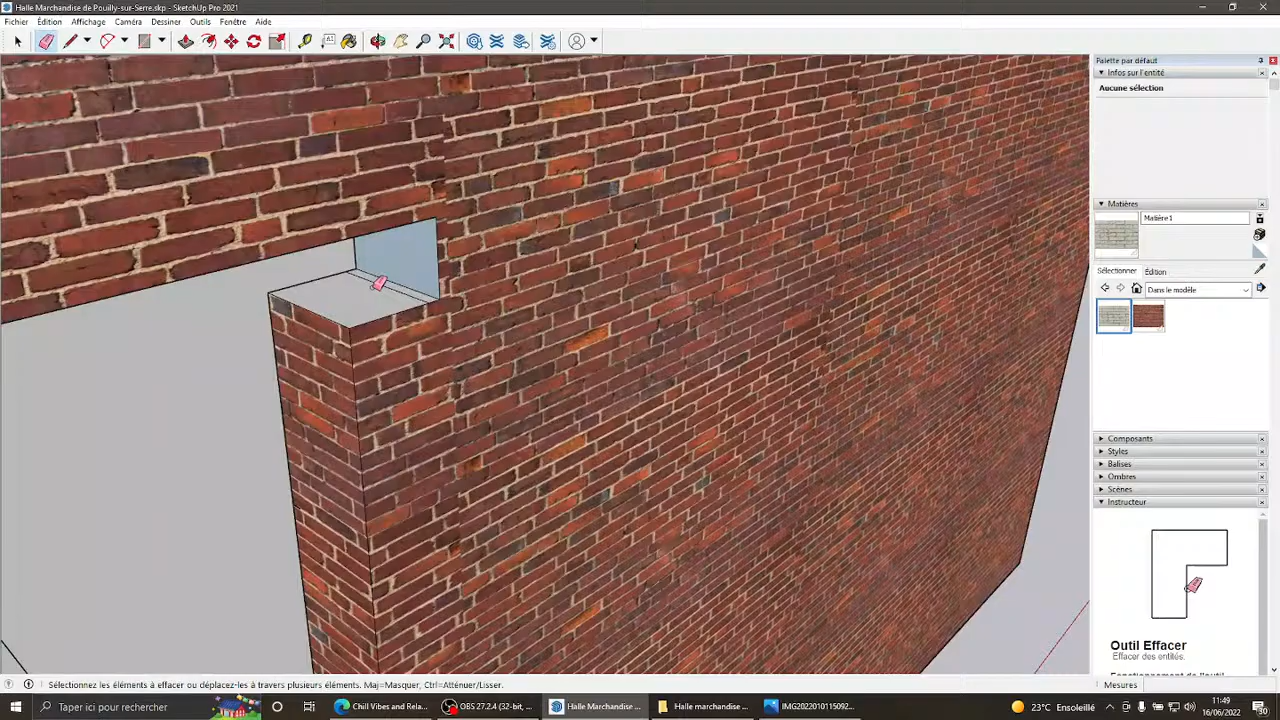 Halle Marchandise de Pouilly-sur-Serre.skp - SketchUp Pro 2021
Fichier Édition Affichage Caméra Dessiner Outils Fenêtre Aide
Palette par défaut
Infos sur l'entité
Aucune sélection
Matières
Matière1
Sélectionner Édition
Dans le modèle
Composants
Styles
Balises
Ombres
Scènes
Instructeur
Outil Effacer
Effacer des entités.
Sélectionnez les éléments à effacer ou déplacez-les à travers plusieurs éléments. Maj=Masquer, Ctrl=Atténuer/Lisser.
Mesures
Taper ici pour rechercher
Chill Vibes and Rela...
OBS 27.2.4 (64-bit, ...
Halle Marchandise ...
Halle marchandise ...
IMG2022010115092...
23°C Ensoleillé
11:49
16/06/2022